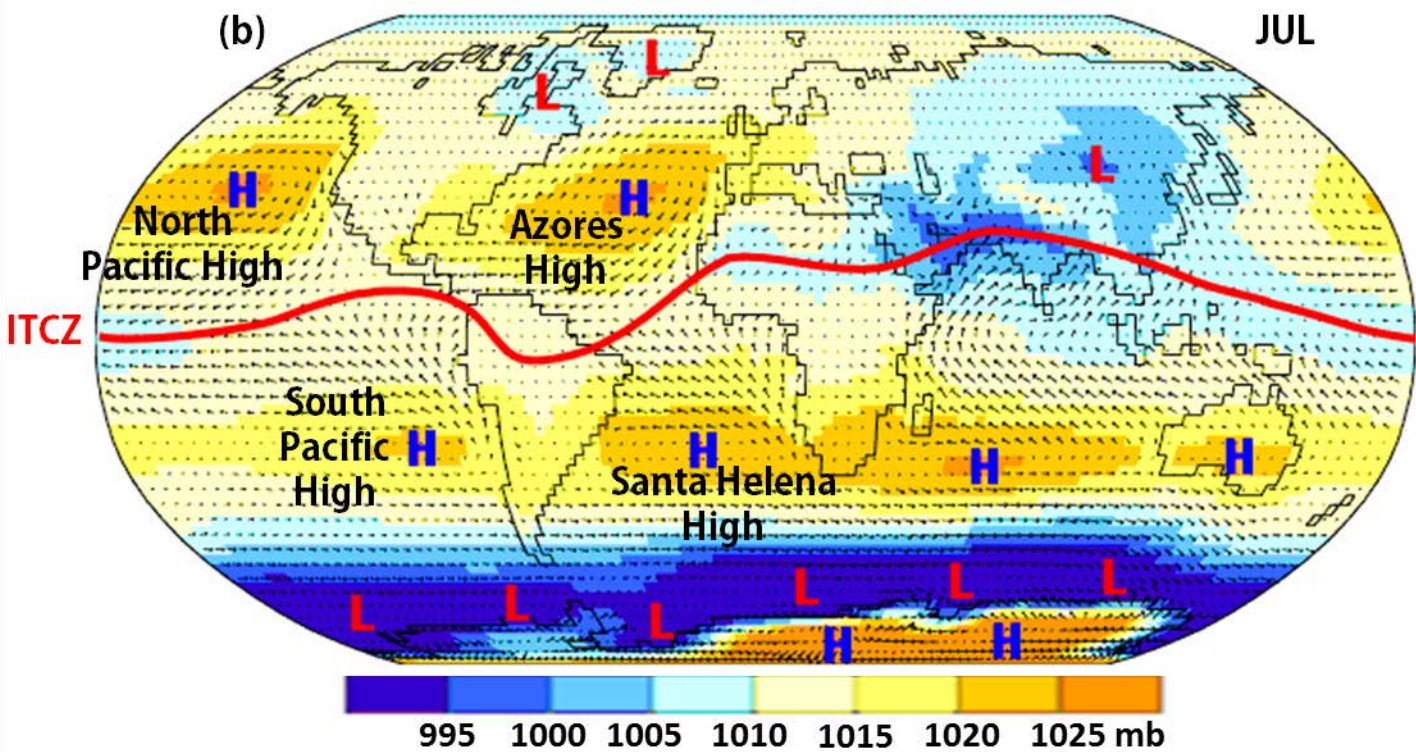 (b)
JUL
L
L
L
H
H
North
Pacific High
Azores
High
ITCZ
South
Pacific
High
H
H
H
H
Santa Helena
High
L
L
L
L
L
L
H
H
995 1000 1005 1010 1015 1020 1025 mb